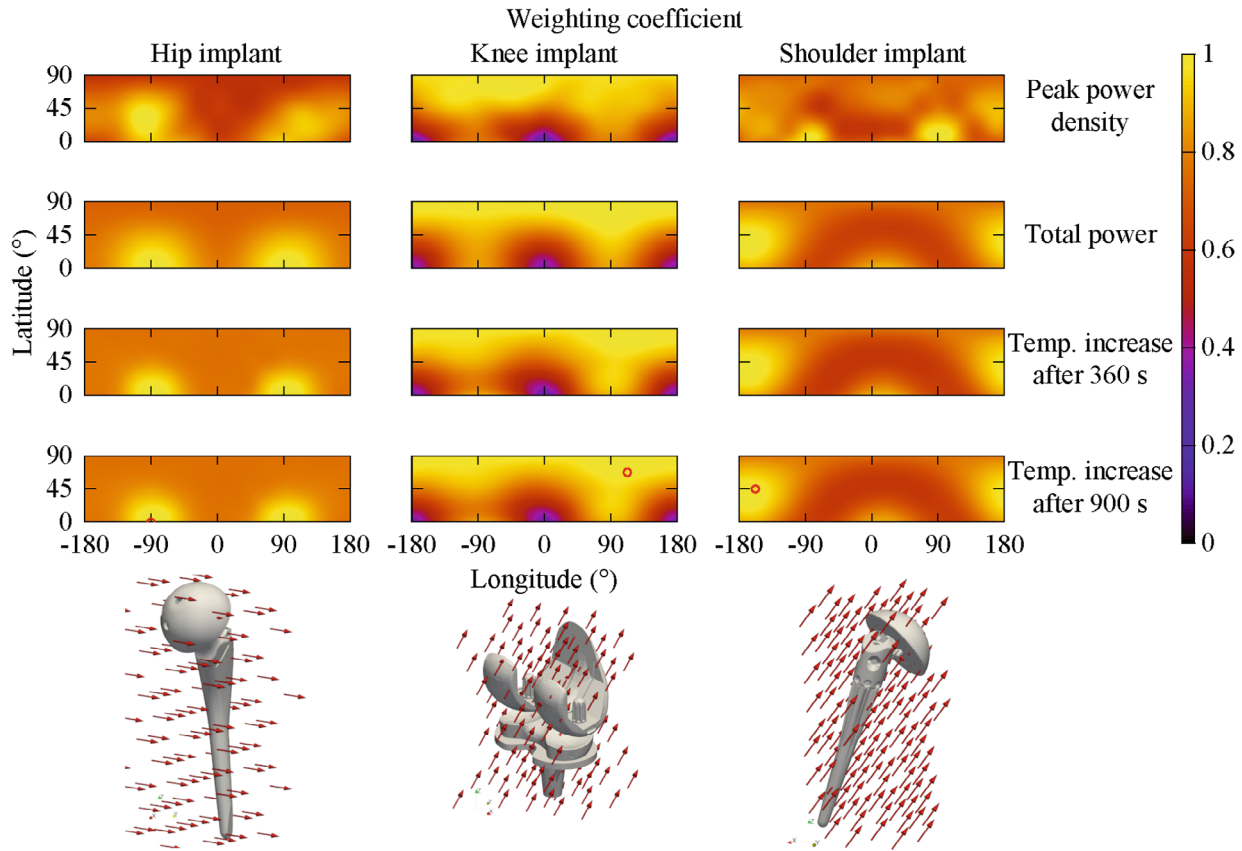 Weighting coefficient
Hip implant Knee implant Shoulder implant
90 45 0
Peak power
density
90 45 0
Total power
Latitude (°)
90 45 0
Temp. increase
after 360 s
90 45 0
Temp. increase
after 900 s
-180 -90 0 90 180 -180 -90 0 90 180 -180 -90 0 90 180
Longitude (°)
1
0.8
0.6
0.4
0.2
0